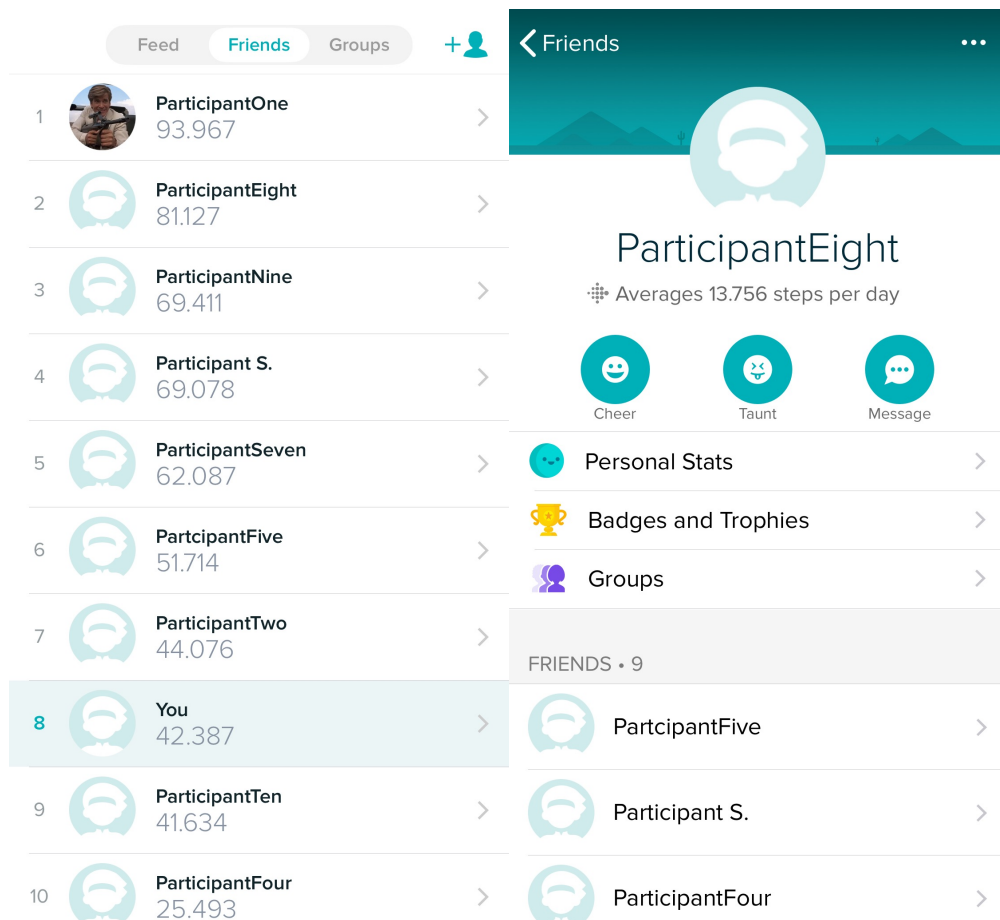 Feed
Friends
Groups
1
ParticipantOne
93.967
2
ParticipantEight
81.127
3
ParticipantNine
69.411
4
Participant S.
69.078
5
ParticipantSeven
62.087
6
PartcipantFive
51.714
7
ParticipantTwo
44.076
8
You
42.387
9
ParticipantTen
41.634
10
ParticipantFour
25.493
Friends
ParticipantEight
Averages 13.756 steps per day
Cheer
Taunt
Message
Personal Stats
Badges and Trophies
Groups
FRIENDS • 9
PartcipantFive
Participant S.
ParticipantFour